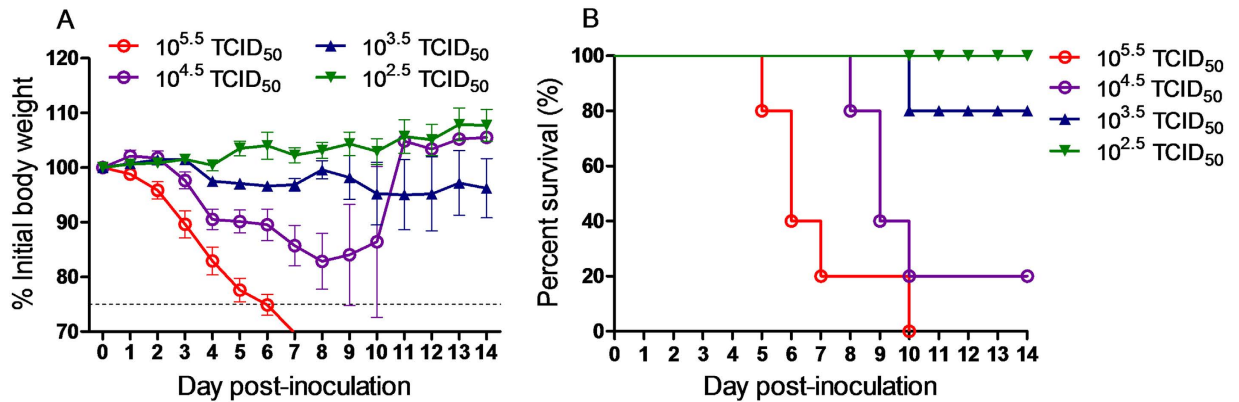 A
10^5.5 TCID50 10^3.5 TCID50
10^4.5 TCID50 10^2.5 TCID50
% Initial body weight
120
110
100
90
80
70
0 1 2 3 4 5 6 7 8 9 10 11 12 13 14
Day post-inoculation
B
Percent survival (%)
100
80
60
40
20
0
0 1 2 3 4 5 6 7 8 9 10 11 12 13 14
Day post-inoculation
10^5.5 TCID50
10^4.5 TCID50
10^3.5 TCID50
10^2.5 TCID50